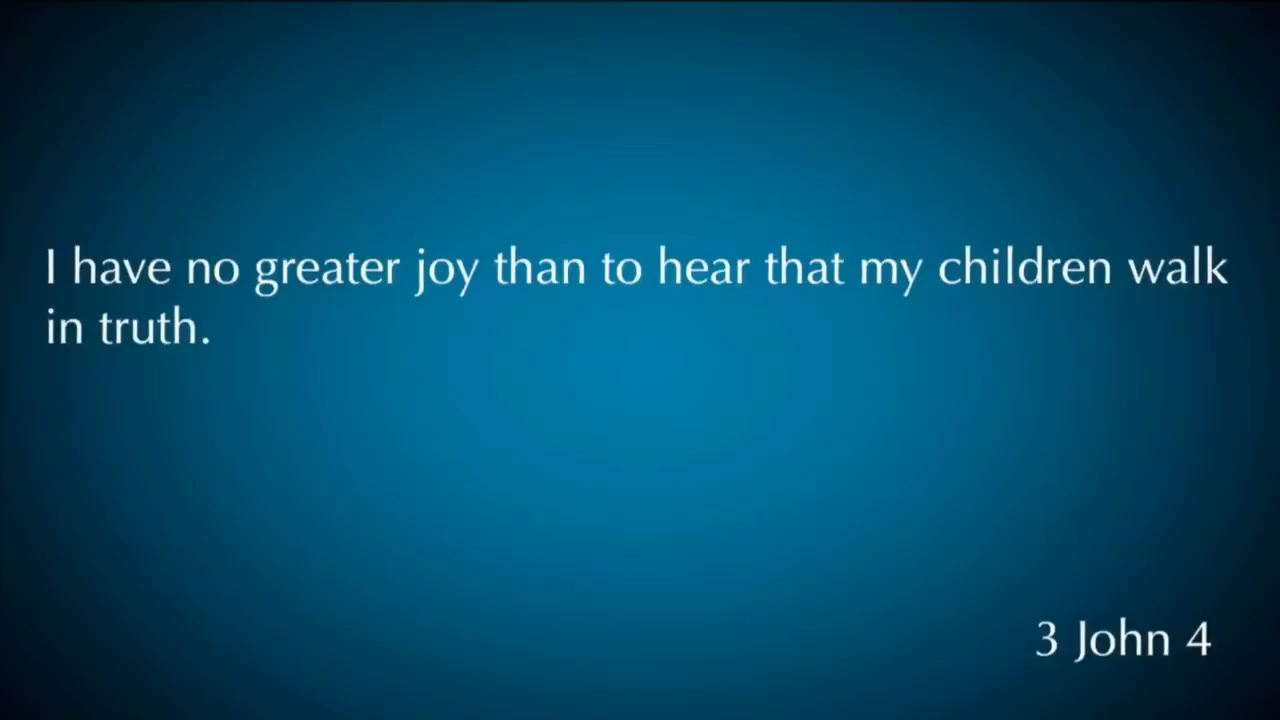 I have no greater joy than to hear that my children walk
in truth.
3 John 4